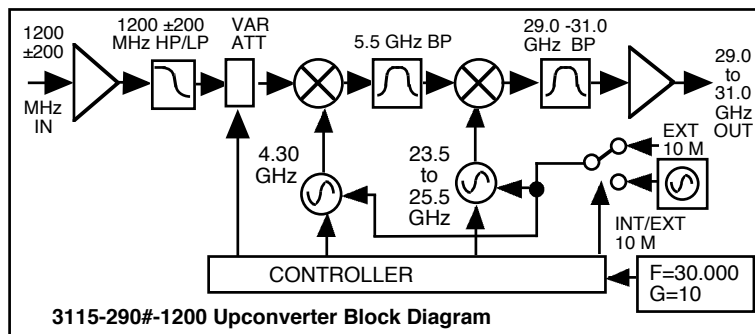 1200
±200
MHz
IN
1200 ±200
MHz HP/LP
VAR
ATT
5.5 GHz BP
29.0 -31.0
GHz BP
29.0
to
31.0
GHz
OUT
4.30
GHz
23.5
to
25.5
GHz
EXT
10 M
INT/EXT
10 M
CONTROLLER
F=30.000
G=10
3115-290#-1200 Upconverter Block Diagram